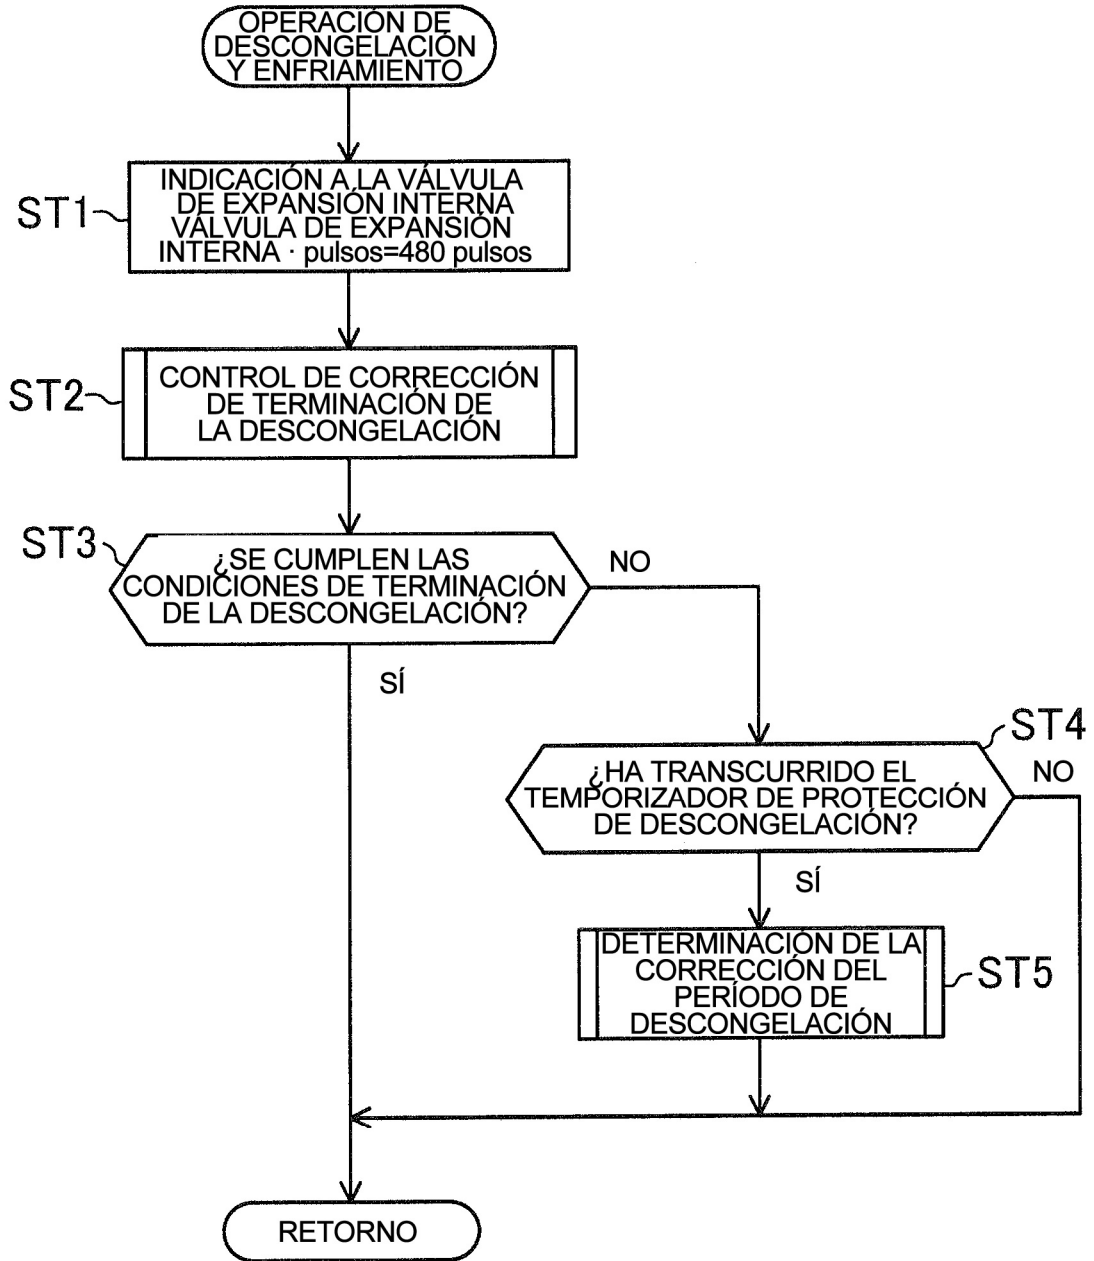 OPERACIÓN DE
DESCONGELACIÓN
Y ENFRIAMIENTO
ST1
INDICACIÓN A LA VÁLVULA
DE EXPANSIÓN INTERNA
VÁLVULA DE EXPANSIÓN
INTERNA · pulsos=480 pulsos
ST2
CONTROL DE CORRECCIÓN
DE TERMINACIÓN DE
LA DESCONGELACIÓN
ST3
¿SE CUMPLEN LAS
CONDICIONES DE TERMINACIÓN
DE LA DESCONGELACIÓN?
NO
SÍ
ST4
¿HA TRANSCURRIDO EL
TEMPORIZADOR DE PROTECCIÓN
DE DESCONGELACIÓN?
NO
SÍ
DETERMINACIÓN DE LA
CORRECCIÓN DEL
PERÍODO DE
DESCONGELACIÓN
ST5
RETORNO